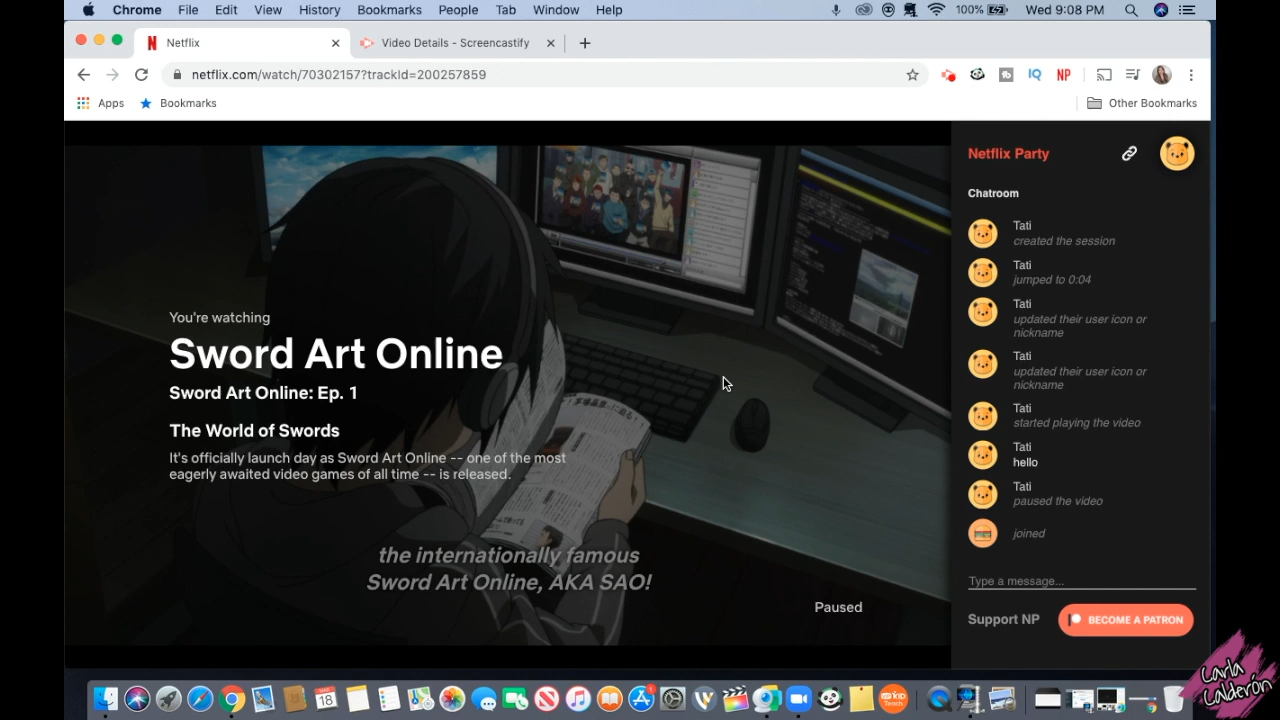 Chrome File Edit View History Bookmarks People Tab Window Help
100% Wed 9:08 PM
Netflix
Video Details - Screencastify
netflix.com/watch/70302157?trackId=200257859
IQ
NP
Apps
Bookmarks
Other Bookmarks
You're watching
Sword Art Online
Sword Art Online: Ep. 1
The World of Swords
It's officially launch day as Sword Art Online -- one of the most
eagerly awaited video games of all time -- is released.
the internationally famous
Sword Art Online, AKA SAO!
Paused
Netflix Party
Chatroom
Tati
created the session
Tati
jumped to 0:04
Tati
updated their user icon or
nickname
Tati
updated their user icon or
nickname
Tati
started playing the video
Tati
hello
Tati
paused the video
joined
Type a message...
Support NP
BECOME A PATRON
18
Teach
Carla
Calderón